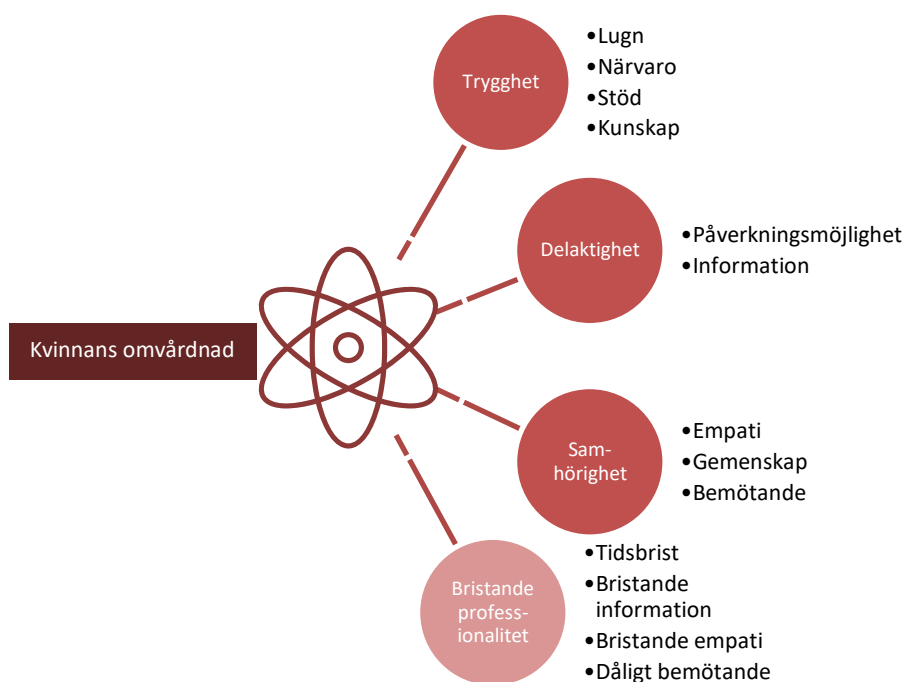 Trygghet
•Lugn
•Närvaro
•Stöd
•Kunskap
Delaktighet
•Påverkningsmöjlighet
•Information
Kvinnans omvårdnad
Sam-
hörighet
•Empati
•Gemenskap
•Bemötande
Bristande
profess-
ionalitet
•Tidsbrist
•Bristande
information
•Bristande empati
•Dåligt bemötande